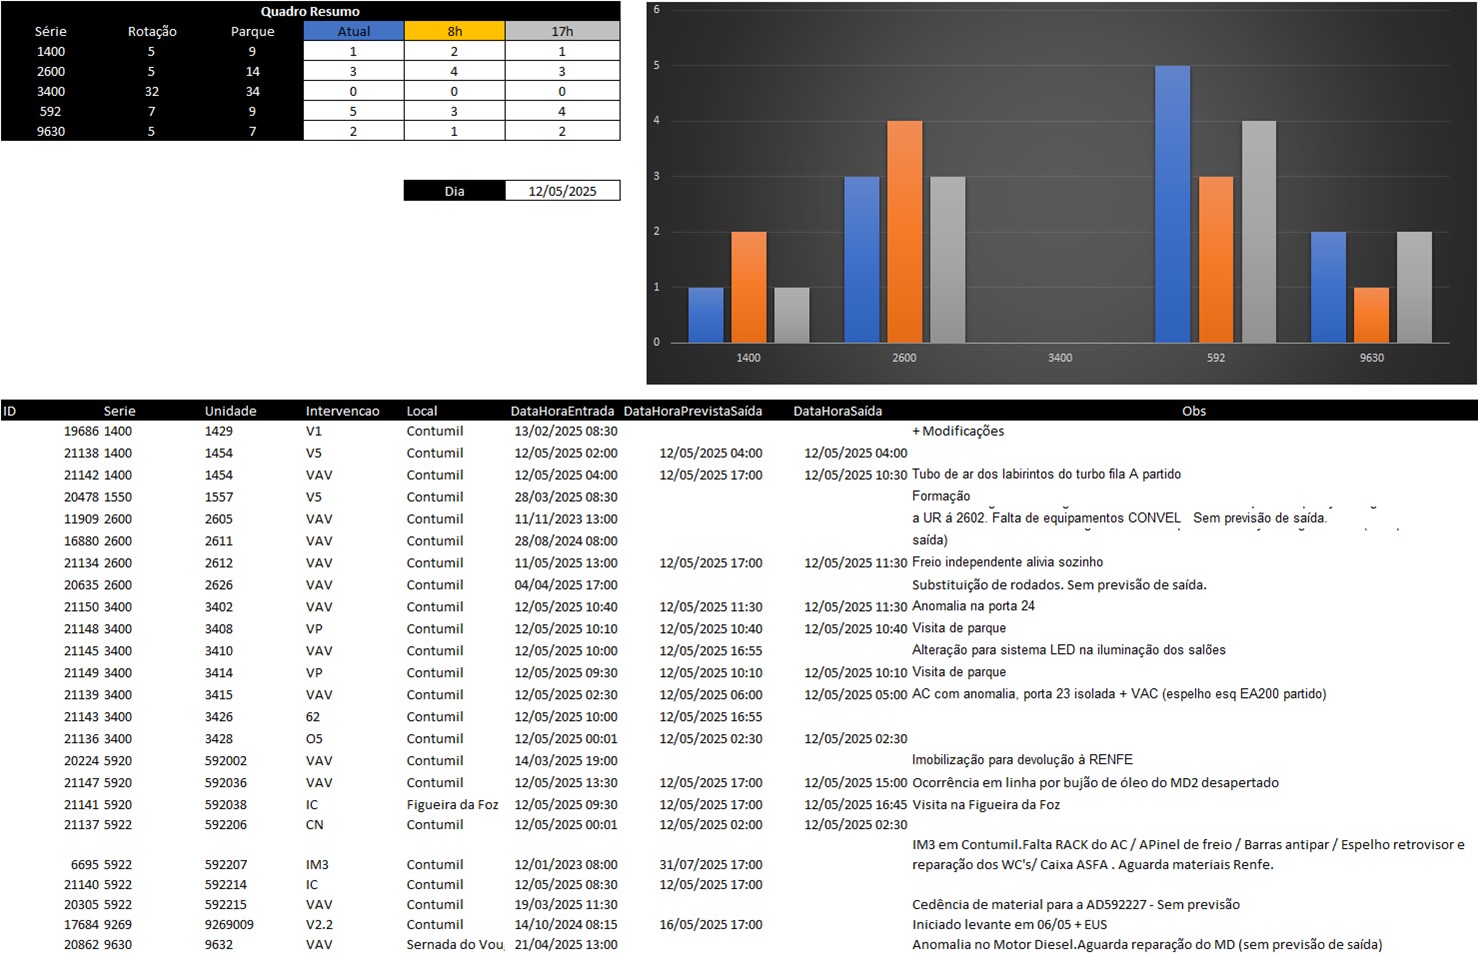 Quadro Resumo
Série Rotação Parque Atual 8h 17h
1400 5 9 1 2 1
2600 5 14 3 4 3
3400 32 34 0 0 0
592 7 9 5 3 4
9630 5 7 2 1 2
Dia 12/05/2025
6
5
4
3
2
1
0
1400 2600 3400 592 9630
ID Serie Unidade Intervencao Local DataHoraEntrada DataHoraPrevistaSaída DataHoraSaída Obs
19686 1400 1429 V1 Contumil 13/02/2025 08:30 + Modificações
21138 1400 1454 V5 Contumil 12/05/2025 02:00 12/05/2025 04:00 12/05/2025 04:00
21142 1400 1454 VAV Contumil 12/05/2025 04:00 12/05/2025 17:00 12/05/2025 10:30 Tubo de ar dos labirintos do turbo fila A partido
20478 1550 1557 V5 Contumil 28/03/2025 08:30 Formação
11909 2600 2605 VAV Contumil 11/11/2023 13:00 a UR á 2602. Falta de equipamentos CONVEL Sem previsão de saída.
16880 2600 2611 VAV Contumil 28/08/2024 08:00 saída)
21134 2600 2612 VAV Contumil 11/05/2025 13:00 12/05/2025 17:00 12/05/2025 11:30 Freio independente alivia sozinho
20635 2600 2626 VAV Contumil 04/04/2025 17:00 Substituição de rodados. Sem previsão de saída.
21150 3400 3402 VAV Contumil 12/05/2025 10:40 12/05/2025 11:30 12/05/2025 11:30 Anomalia na porta 24
21148 3400 3408 VP Contumil 12/05/2025 10:10 12/05/2025 10:40 12/05/2025 10:40 Visita de parque
21145 3400 3410 VAV Contumil 12/05/2025 10:00 12/05/2025 16:55 Alteração para sistema LED na iluminação dos salões
21149 3400 3414 VP Contumil 12/05/2025 09:30 12/05/2025 10:10 12/05/2025 10:10 Visita de parque
21139 3400 3415 VAV Contumil 12/05/2025 02:30 12/05/2025 06:00 12/05/2025 05:00 AC com anomalia, porta 23 isolada + VAC (espelho esq EA200 partido)
21143 3400 3426 62 Contumil 12/05/2025 10:00 12/05/2025 16:55
21136 3400 3428 O5 Contumil 12/05/2025 00:01 12/05/2025 02:30 12/05/2025 02:30
20224 5920 592002 VAV Contumil 14/03/2025 19:00 Imobilização para devolução à RENFE
21147 5920 592036 VAV Contumil 12/05/2025 13:30 12/05/2025 17:00 12/05/2025 15:00 Ocorrência em linha por bujão de óleo do MD2 desapertado
21141 5920 592038 IC Figueira da Foz 12/05/2025 09:30 12/05/2025 17:00 12/05/2025 16:45 Visita na Figueira da Foz
21137 5922 592206 CN Contumil 12/05/2025 00:01 12/05/2025 02:00 12/05/2025 02:30
IM3 em Contumil.Falta RACK do AC / APinel de freio / Barras antipar / Espelho retrovisor e
6695 5922 592207 IM3 Contumil 12/01/2023 08:00 31/07/2025 17:00 reparação dos WC's/ Caixa ASFA . Aguarda materiais Renfe.
21140 5922 592214 IC Contumil 12/05/2025 08:30 12/05/2025 17:00
20305 5922 592215 VAV Contumil 19/03/2025 11:30 Cedência de material para a AD592227 - Sem previsão
17684 9269 9269009 V2.2 Contumil 14/10/2024 08:15 16/05/2025 17:00 Iniciado levante em 06/05 + EUS
20862 9630 9632 VAV Sernada do Vou 21/04/2025 13:00 Anomalia no Motor Diesel.Aguarda reparação do MD (sem previsão de saída)